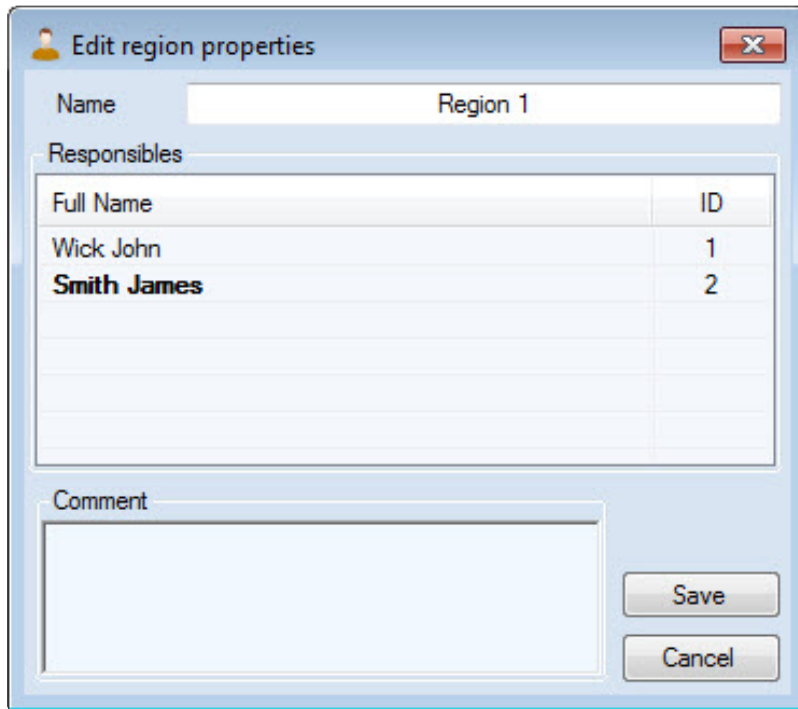 Edit region properties
Name Region 1
Responsibles
Full Name ID
Wick John 1
Smith James 2
Comment
Save
Cancel